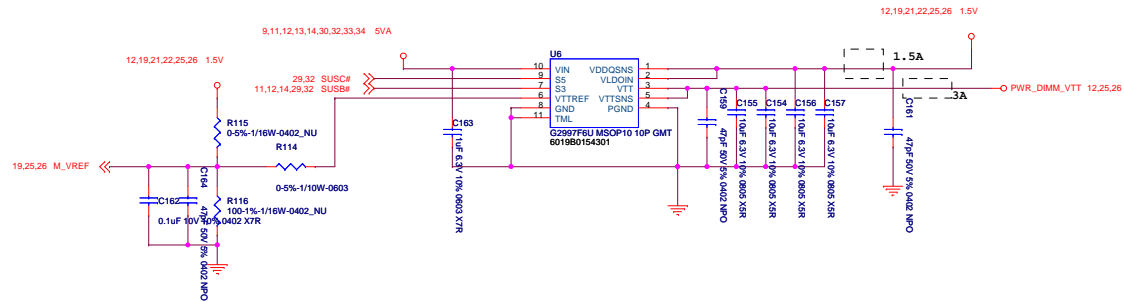 12,19,21,22,25,26 1.5V
9,11,12,13,14,30,32,33,34 5VA
U6
1.5A
12,19,21,22,25,26 1.5V
10 VIN VDDQSNS 1
29,32 SUSC# 9 S5 VLDOIN 2
11,12,14,29,32 SUSB# 7 S3 VTT 3
PWR_DIMM_VTT 12,25,26
3A
6 VTTREF VTTSNS 5
8 GND PGND 4
11 TML
G2997F6U MSOP10 10P GMT
6019B0154301
R115
0-5%-1/16W-0402_NU
R114
0-5%-1/10W-0603
19,25,26 M_VREF
R116
100-1%-1/16W-0402_NU
C162
0.1uF 10V 10% 0402 X7R
C164
47pF 50V 5% 0402 NPO
C163
1uF 6.3V 10% 0603 X7R
C159
47pF 50V 5% 0402 NPO
C155
10uF 6.3V 10% 0805 X5R
C154
10uF 6.3V 10% 0805 X5R
C156
10uF 6.3V 10% 0805 X5R
C157
10uF 6.3V 10% 0805 X5R
C161
47pF 50V 5% 0402 NPO